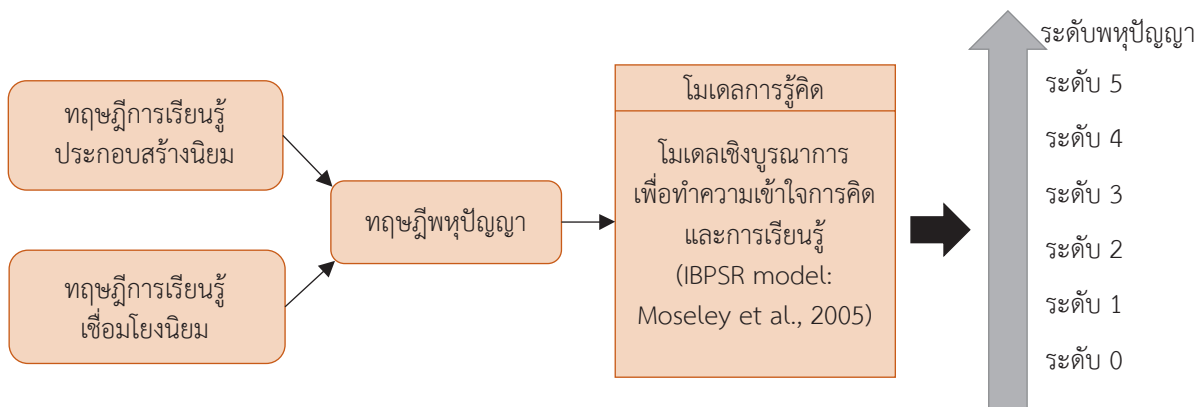 ทฤษฎีการเรียนรู้
ประกอบสร้างนิยม
ทฤษฎีการเรียนรู้
เชื่อมโยงนิยม
ทฤษฎีพหุปัญญา
โมเดลการรู้คิด
โมเดลเชิงบูรณาการ
เพื่อทำความเข้าใจการคิด
และการเรียนรู้
(IBPSR model:
Moseley et al., 2005)
ระดับพหุปัญญา
ระดับ 5
ระดับ 4
ระดับ 3
ระดับ 2
ระดับ 1
ระดับ 0